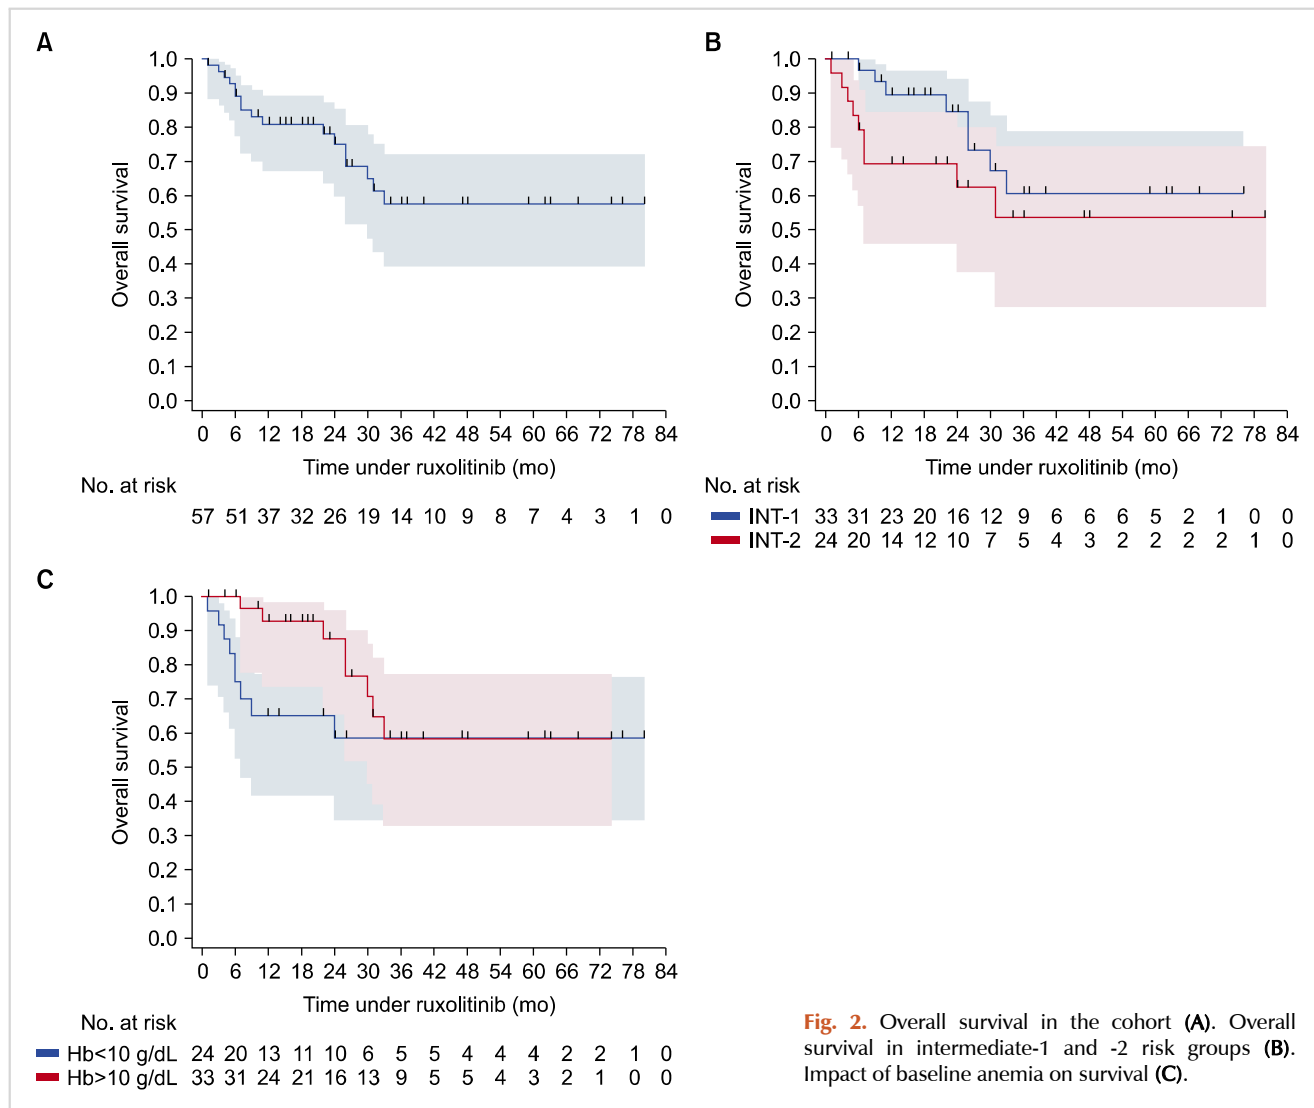 A
1.0
0.9
0.8
0.7
0.6
0.5
0.4
0.3
0.2
0.1
0.0
Overall survival
0 6 12 18 24 30 36 42 48 54 60 66 72 78 84
Time under ruxolitinib (mo)
No. at risk
57 51 37 32 26 19 14 10 9 8 7 4 3 1 0
B
1.0
0.9
0.8
0.7
0.6
0.5
0.4
0.3
0.2
0.1
0.0
Overall survival
0 6 12 18 24 30 36 42 48 54 60 66 72 78 84
Time under ruxolitinib (mo)
No. at risk
INT-1 33 31 23 20 16 12 9 6 6 6 5 2 1 0 0
INT-2 24 20 14 12 10 7 5 4 3 2 2 2 2 1 0
C
1.0
0.9
0.8
0.7
0.6
0.5
0.4
0.3
0.2
0.1
0.0
Overall survival
0 6 12 18 24 30 36 42 48 54 60 66 72 78 84
Time under ruxolitinib (mo)
No. at risk
Hb<10 g/dL 24 20 13 11 10 6 5 5 4 4 4 2 2 1 0
Hb>10 g/dL 33 31 24 21 16 13 9 5 5 4 3 2 1 0 0
Fig. 2. Overall survival in the cohort (A). Overall
survival in intermediate-1 and -2 risk groups (B).
Impact of baseline anemia on survival (C).